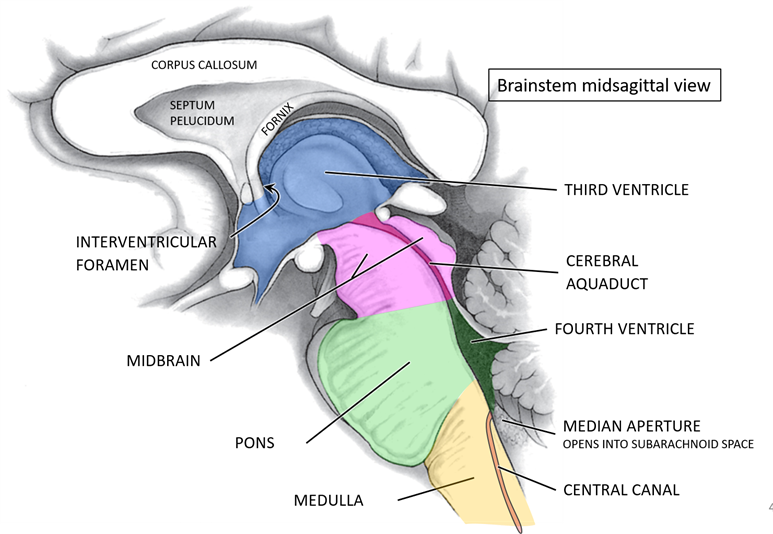 CORPUS CALLOSUM
Brainstem midsagittal view
SEPTUM
PELUCIDUM
FORNIX
THIRD VENTRICLE
INTERVENTRICULAR
FORAMEN
CEREBRAL
AQUADUCT
FOURTH VENTRICLE
MIDBRAIN
MEDIAN APERTURE
OPENS INTO SUBARACHNOID SPACE
PONS
CENTRAL CANAL
MEDULLA
4